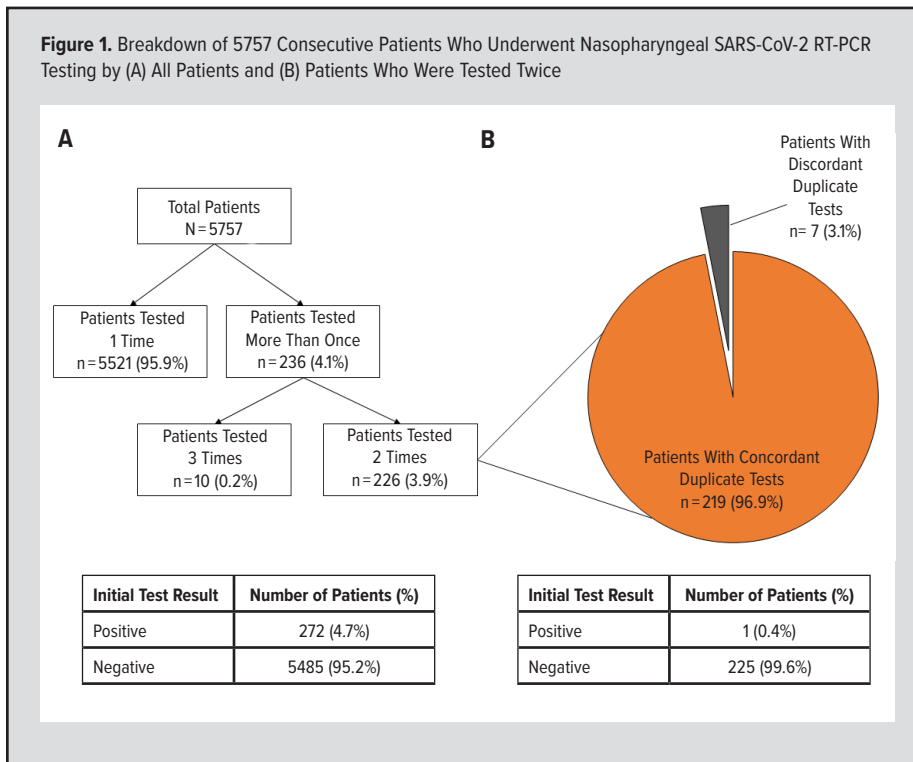 Figure 1. Breakdown of 5757 Consecutive Patients Who Underwent Nasopharyngeal SARS-CoV-2 RT-PCR
Testing by (A) All Patients and (B) Patients Who Were Tested Twice
A
Total Patients
N = 5757
Patients Tested
1 Time
n = 5521 (95.9%)
Patients Tested
More Than Once
n = 236 (4.1%)
Patients Tested
3 Times
n = 10 (0.2%)
Patients Tested
2 Times
n = 226 (3.9%)
Initial Test Result Number of Patients (%)
Positive 272 (4.7%)
Negative 5485 (95.2%)
B
Patients With
Discordant
Duplicate
Tests
n= 7 (3.1%)
Patients With Concordant
Duplicate Tests
n = 219 (96.9%)
Initial Test Result Number of Patients (%)
Positive 1 (0.4%)
Negative 225 (99.6%)